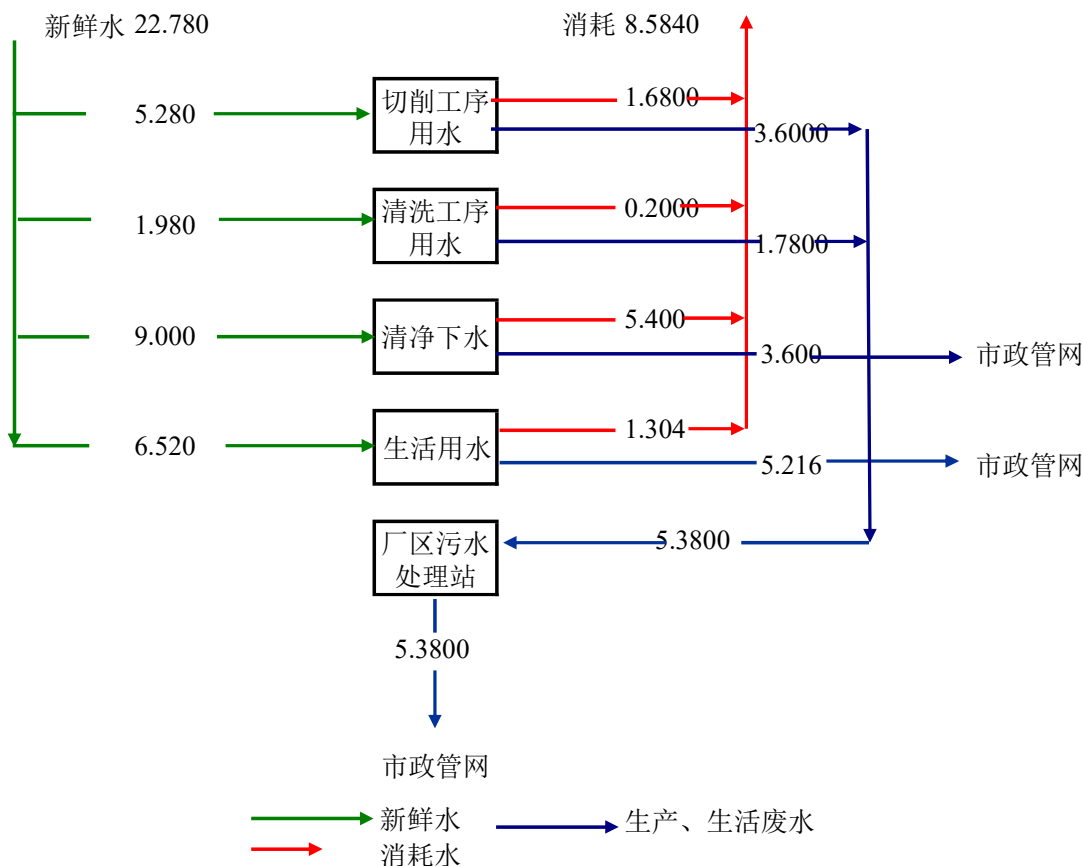 新鲜水 22.780
消耗 8.5840
5.280
切削工序
用水
1.6800
3.6000
1.980
清洗工序
用水
0.2000
1.7800
9.000
清净下水
5.400
3.600
市政管网
6.520
生活用水
1.304
5.216
市政管网
厂区污水
处理站
5.3800
5.3800
市政管网
新鲜水
生产、生活废水
消耗水